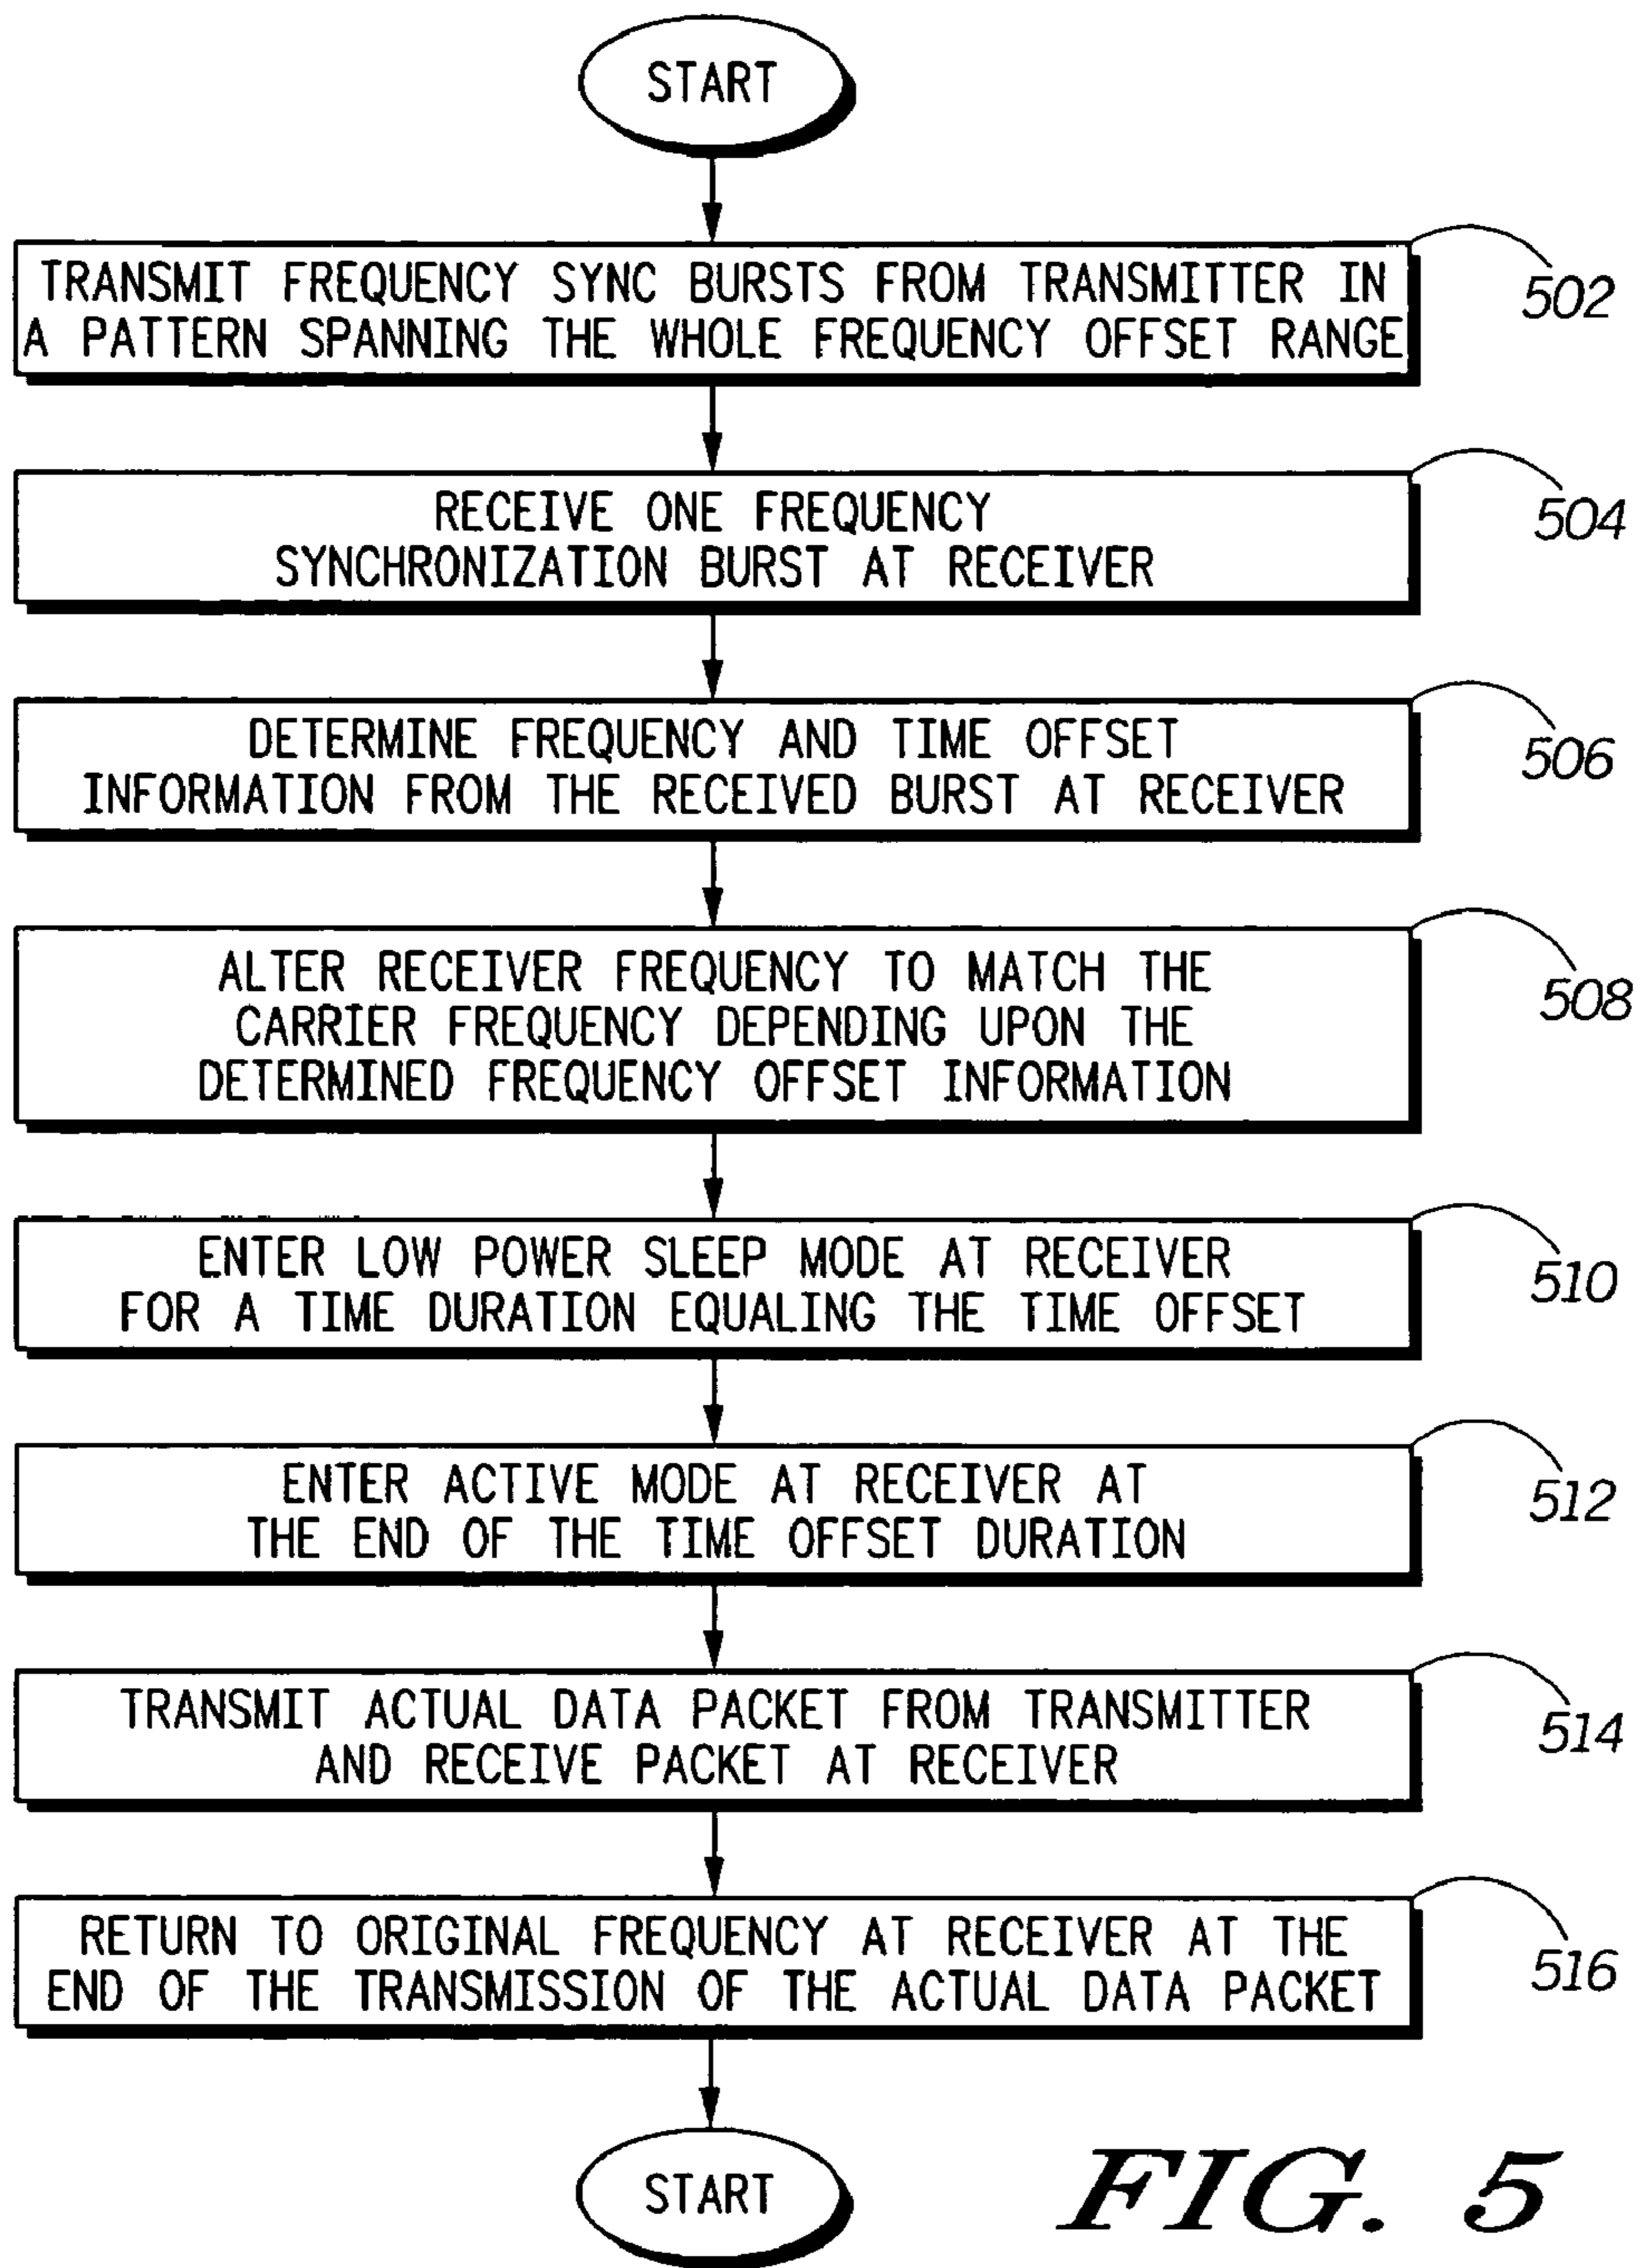 START
TRANSMIT FREQUENCY SYNC BURSTS FROM TRANSMITTER IN
A PATTERN SPANNING THE WHOLE FREQUENCY OFFSET RANGE
502
RECEIVE ONE FREQUENCY
SYNCHRONIZATION BURST AT RECEIVER
504
DETERMINE FREQUENCY AND TIME OFFSET
INFORMATION FROM THE RECEIVED BURST AT RECEIVER
506
ALTER RECEIVER FREQUENCY TO MATCH THE
CARRIER FREQUENCY DEPENDING UPON THE
DETERMINED FREQUENCY OFFSET INFORMATION
508
ENTER LOW POWER SLEEP MODE AT RECEIVER
FOR A TIME DURATION EQUALING THE TIME OFFSET
510
ENTER ACTIVE MODE AT RECEIVER AT
THE END OF THE TIME OFFSET DURATION
512
TRANSMIT ACTUAL DATA PACKET FROM TRANSMITTER
AND RECEIVE PACKET AT RECEIVER
514
RETURN TO ORIGINAL FREQUENCY AT RECEIVER AT THE
END OF THE TRANSMISSION OF THE ACTUAL DATA PACKET
516
START
FIG. 5